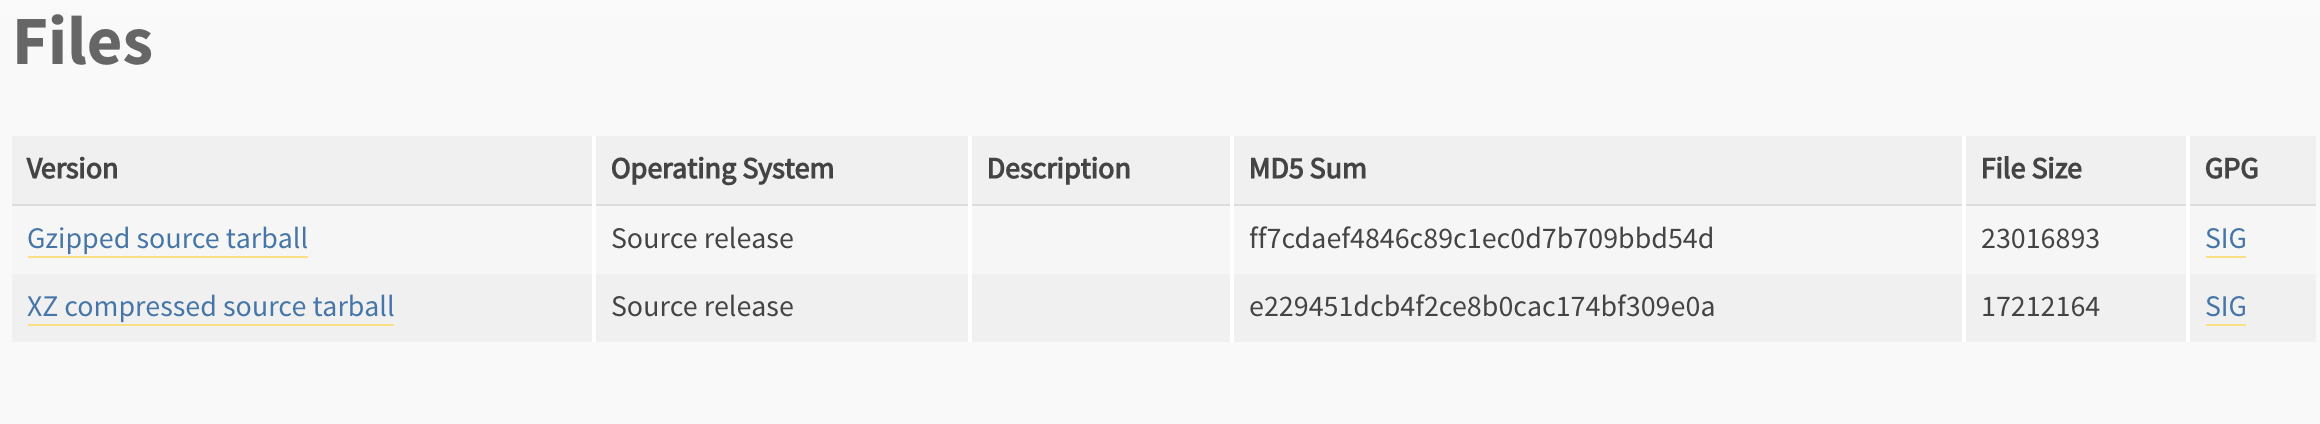 Files
Version Operating System Description MD5 Sum File Size GPG
Gzipped source tarball Source release ff7cdaef4846c89c1ec0d7b709bbd54d 23016893 SIG
XZ compressed source tarball Source release e229451dcb4f2ce8b0cac174bf309e0a 17212164 SIG